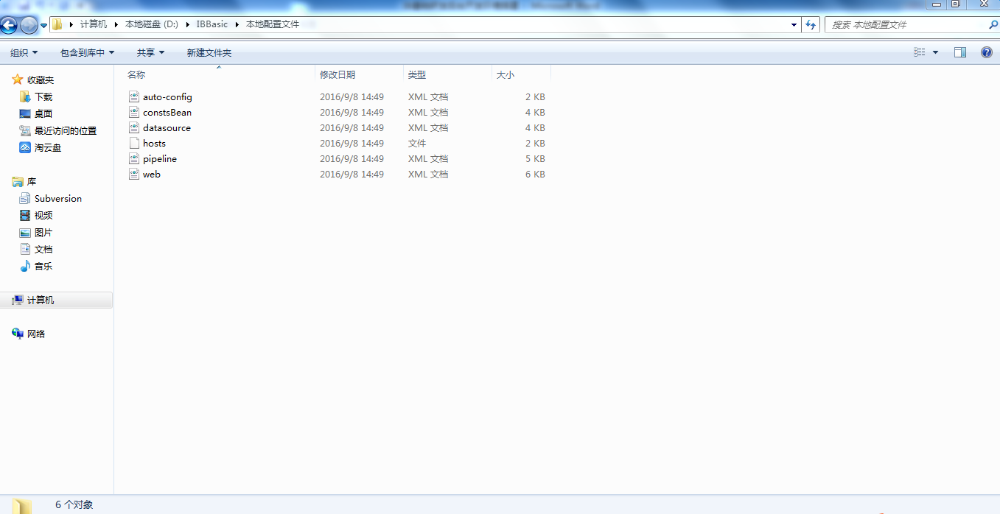 计算机 本地磁盘 (D:) IBBasic 本地配置文件
搜索 本地配置文件
组织 包含到库中 共享 新建文件夹
收藏夹
下载
桌面
最近访问的位置
淘云盘
库
Subversion
视频
图片
文档
音乐
计算机
网络
名称 修改日期 类型 大小
auto-config 2016/9/8 14:49 XML 文档 2 KB
constsBean 2016/9/8 14:49 XML 文档 4 KB
datasource 2016/9/8 14:49 XML 文档 4 KB
hosts 2016/9/8 14:49 文件 2 KB
pipeline 2016/9/8 14:49 XML 文档 5 KB
web 2016/9/8 14:49 XML 文档 6 KB
6 个对象